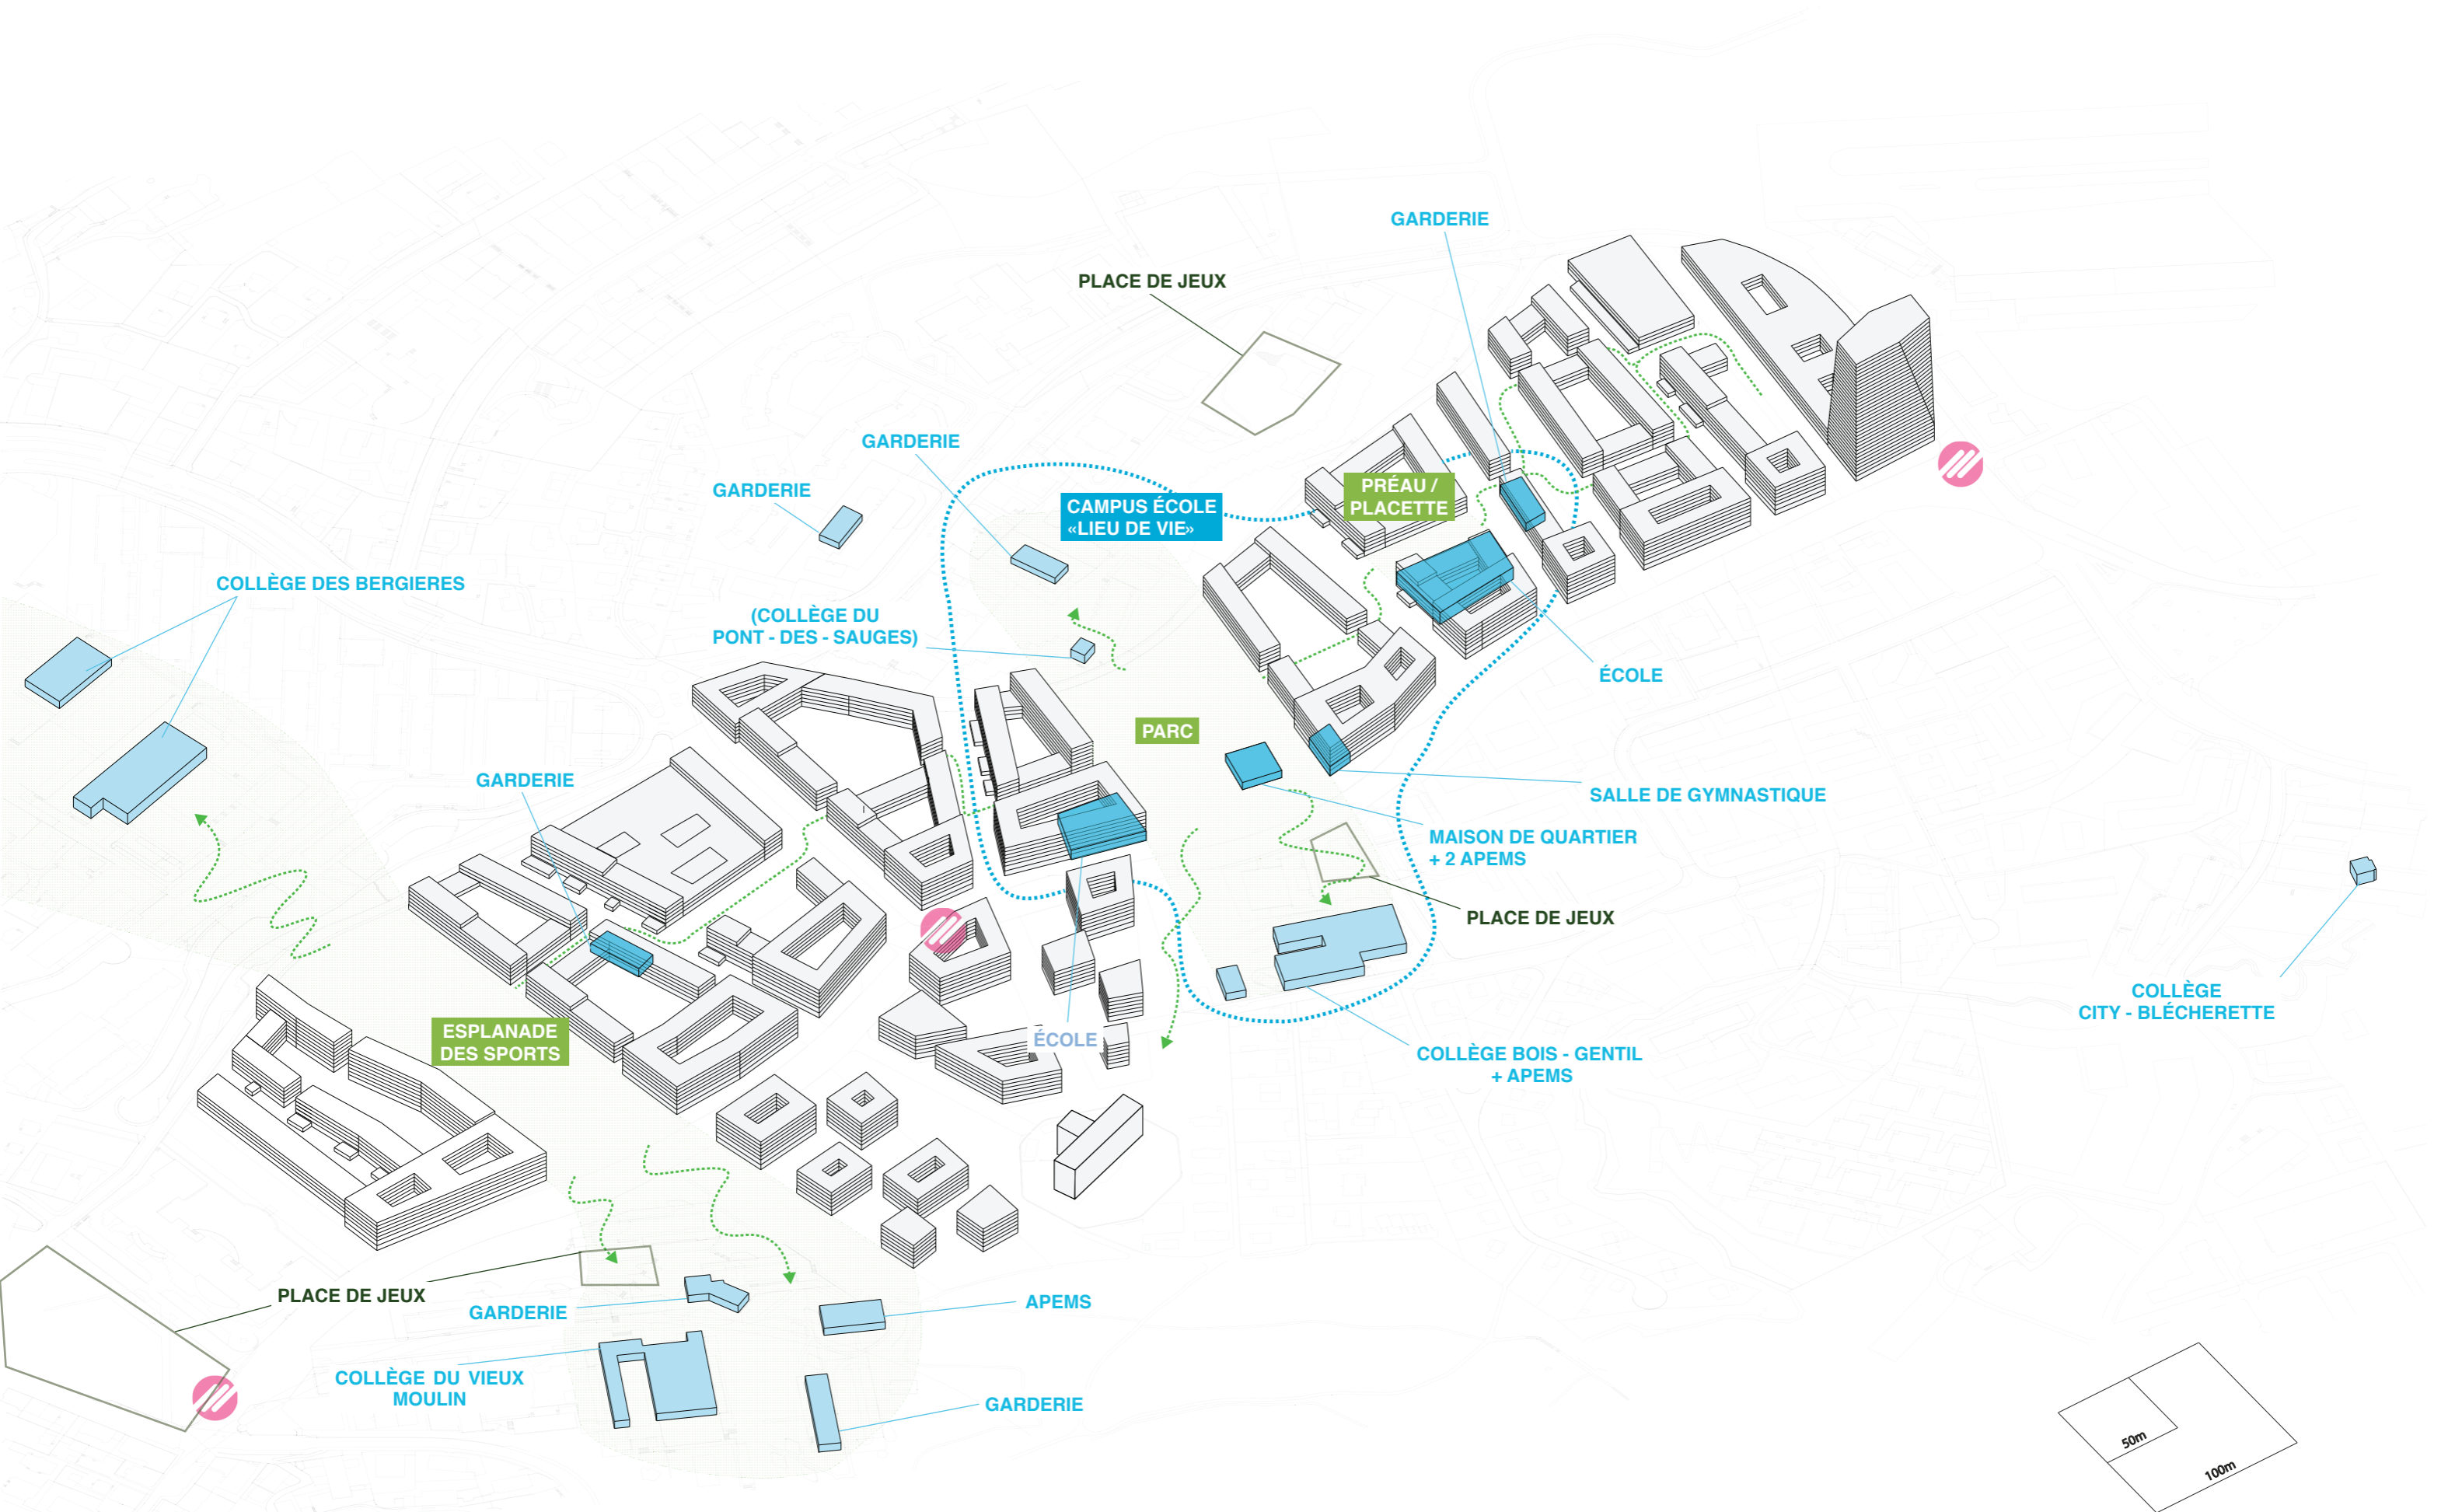 GARDERIE
PLACE DE JEUX
GARDERIE
GARDERIE
PRÉAU /
PLACETTE
CAMPUS ÉCOLE
«LIEU DE VIE»
COLLÈGE DES BERGIERES
(COLLÈGE DU
PONT - DES - SAUGES)
ÉCOLE
PARC
GARDERIE
SALLE DE GYMNASTIQUE
MAISON DE QUARTIER
+ 2 APEMS
PLACE DE JEUX
COLLÈGE
CITY - BLÉCHERETTE
ESPLANADE
DES SPORTS
ÉCOLE
COLLÈGE BOIS - GENTIL
+ APEMS
PLACE DE JEUX
GARDERIE
APEMS
COLLÈGE DU VIEUX
MOULIN
GARDERIE
50m
100m